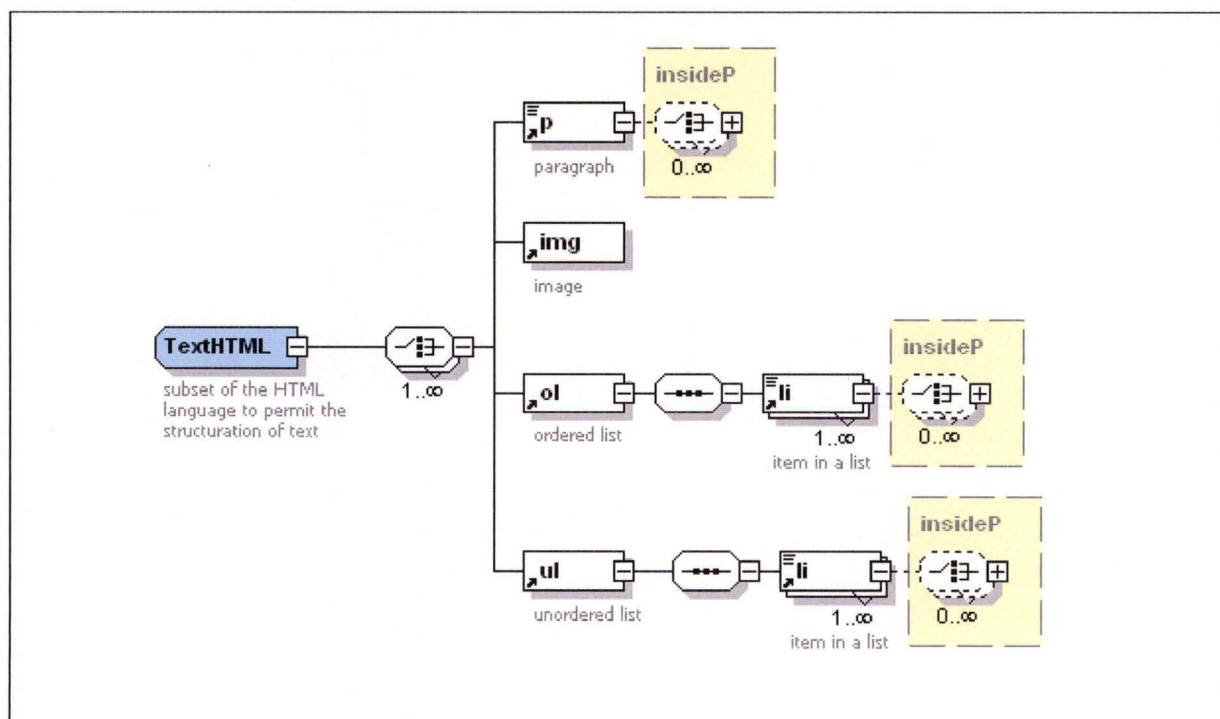 insideP
p
0..∞
paragraph
img
image
TextHTML
subset of the HTML
language to permit the
structuration of text
1..∞
ol
ordered list
li
1..∞
item in a list
insideP
0..∞
ul
unordered list
li
1..∞
item in a list
insideP
0..∞